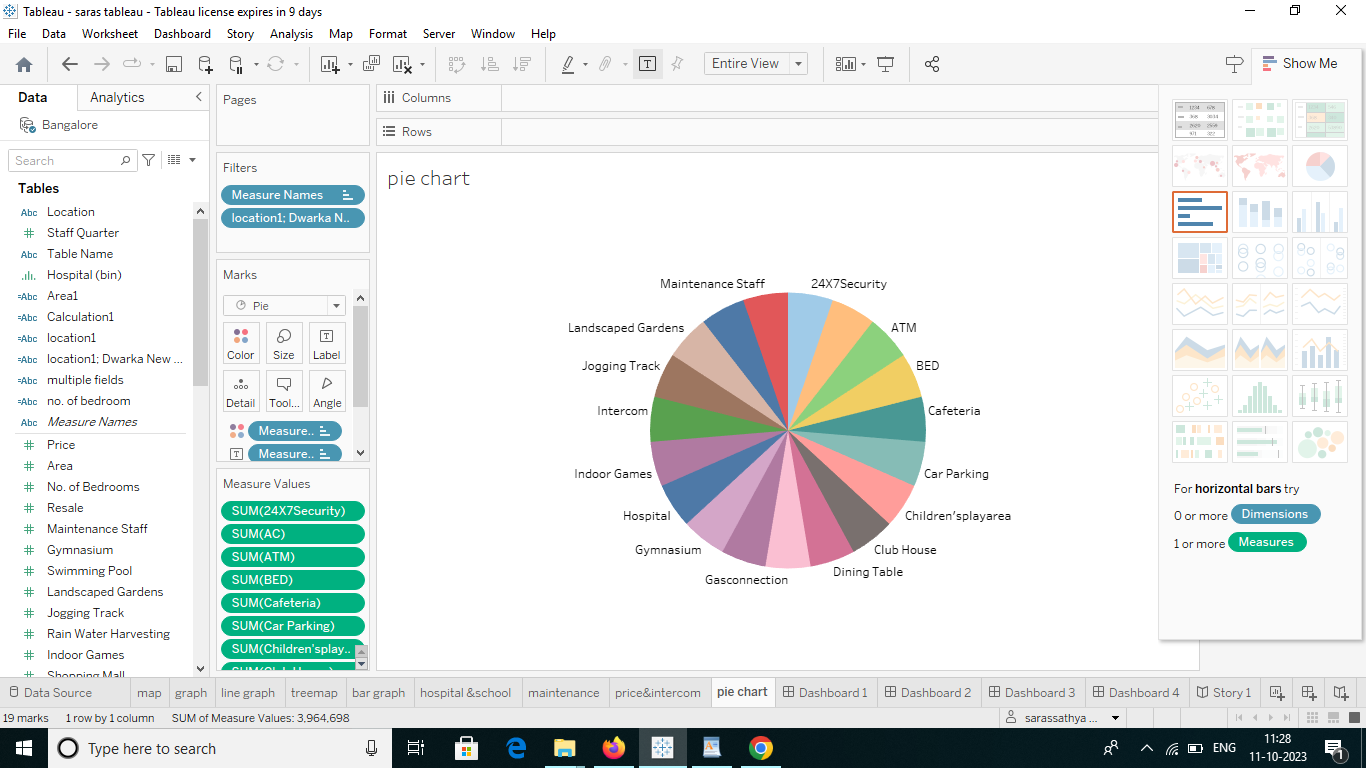 Tableau - saras tableau - Tableau license expires in 9 days
File Data Worksheet Dashboard Story Analysis Map Format Server Window Help
Entire View
Show Me
Data Analytics
Bangalore
Search
Tables
Abc Location
Staff Quarter
Abc Table Name
Hospital (bin)
=Abc Area1
=Abc Calculation1
=Abc location1
=Abc location1; Dwarka New ...
=Abc multiple fields
=Abc no. of bedroom
Abc Measure Names
Price
Area
No. of Bedrooms
Resale
Maintenance Staff
Gymnasium
Swimming Pool
Landscaped Gardens
Jogging Track
Rain Water Harvesting
Indoor Games
Shopping Mall
Pages
Filters
Measure Names
location1; Dwarka N..
Marks
Pie
Color Size Label
Detail Tool... Angle
Measure..
Measure..
Measure Values
SUM(24X7Security)
SUM(AC)
SUM(ATM)
SUM(BED)
SUM(Cafeteria)
SUM(Car Parking)
SUM(Children'splay..
SUM(Club House)
Columns
Rows
pie chart
Maintenance Staff 24X7Security
Landscaped Gardens ATM
Jogging Track BED
Intercom Cafeteria
Indoor Games Car Parking
Hospital Children'splayarea
Gymnasium Club House
Gasconnection Dining Table
For horizontal bars try
0 or more Dimensions
1 or more Measures
Data Source map graph line graph treemap bar graph hospital &school maintenance price&intercom pie chart Dashboard 1 Dashboard 2 Dashboard 3 Dashboard 4 Story 1
19 marks 1 row by 1 column SUM of Measure Values: 3,964,698 sarassathya ...
Type here to search
ENG
11:28
11-10-2023
1